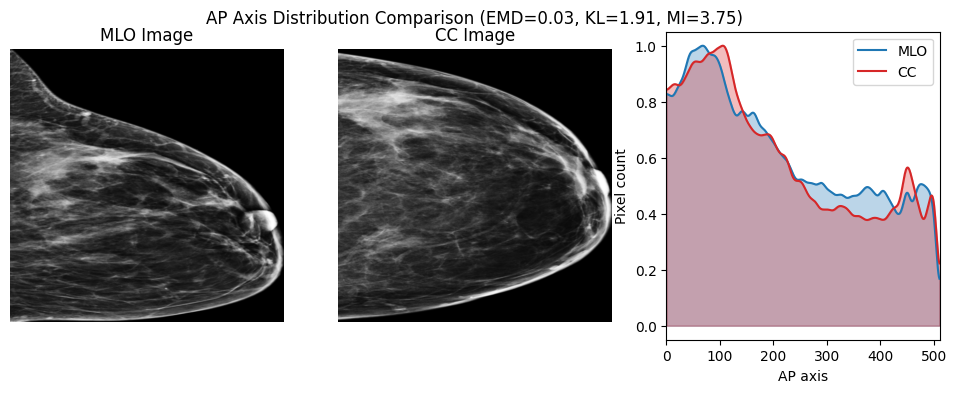 AP Axis Distribution Comparison (EMD=0.03, KL=1.91, MI=3.75)
MLO Image
CC Image
MLO
CC
Pixel count
1.0
0.8
0.6
0.4
0.2
0.0
0 100 200 300 400 500
AP axis